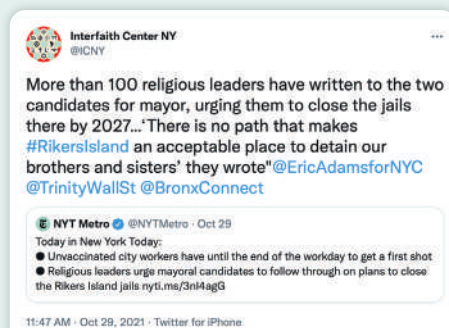 Interfaith Center NY
@ICNY
More than 100 religious leaders have written to the two
candidates for mayor, urging them to close the jails
there by 2027...‘There is no path that makes
#RikersIsland an acceptable place to detain our
brothers and sisters’ they wrote"@EricAdamsforNYC
@TrinityWallSt @BronxConnect
NYT Metro @NYTMetro · Oct 29
Today in New York Today:
● Unvaccinated city workers have until the end of the workday to get a first shot
● Religious leaders urge mayoral candidates to follow through on plans to close
the Rikers Island jails nyti.ms/3nI4agG
11:47 AM · Oct 29, 2021 · Twitter for iPhone